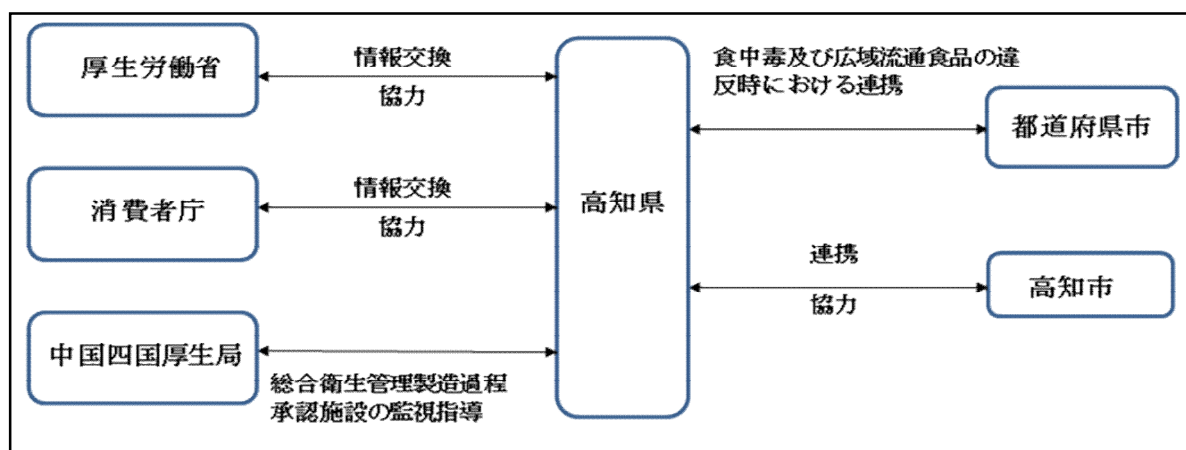 厚生労働省
情報交換
協力
消費者庁
情報交換
協力
中国四国厚生局
総合衛生管理製造過程
承認施設の監視指導
高知県
食中毒及び広域流通食品の違
反時における連携
都道府県市
連携
協力
高知市